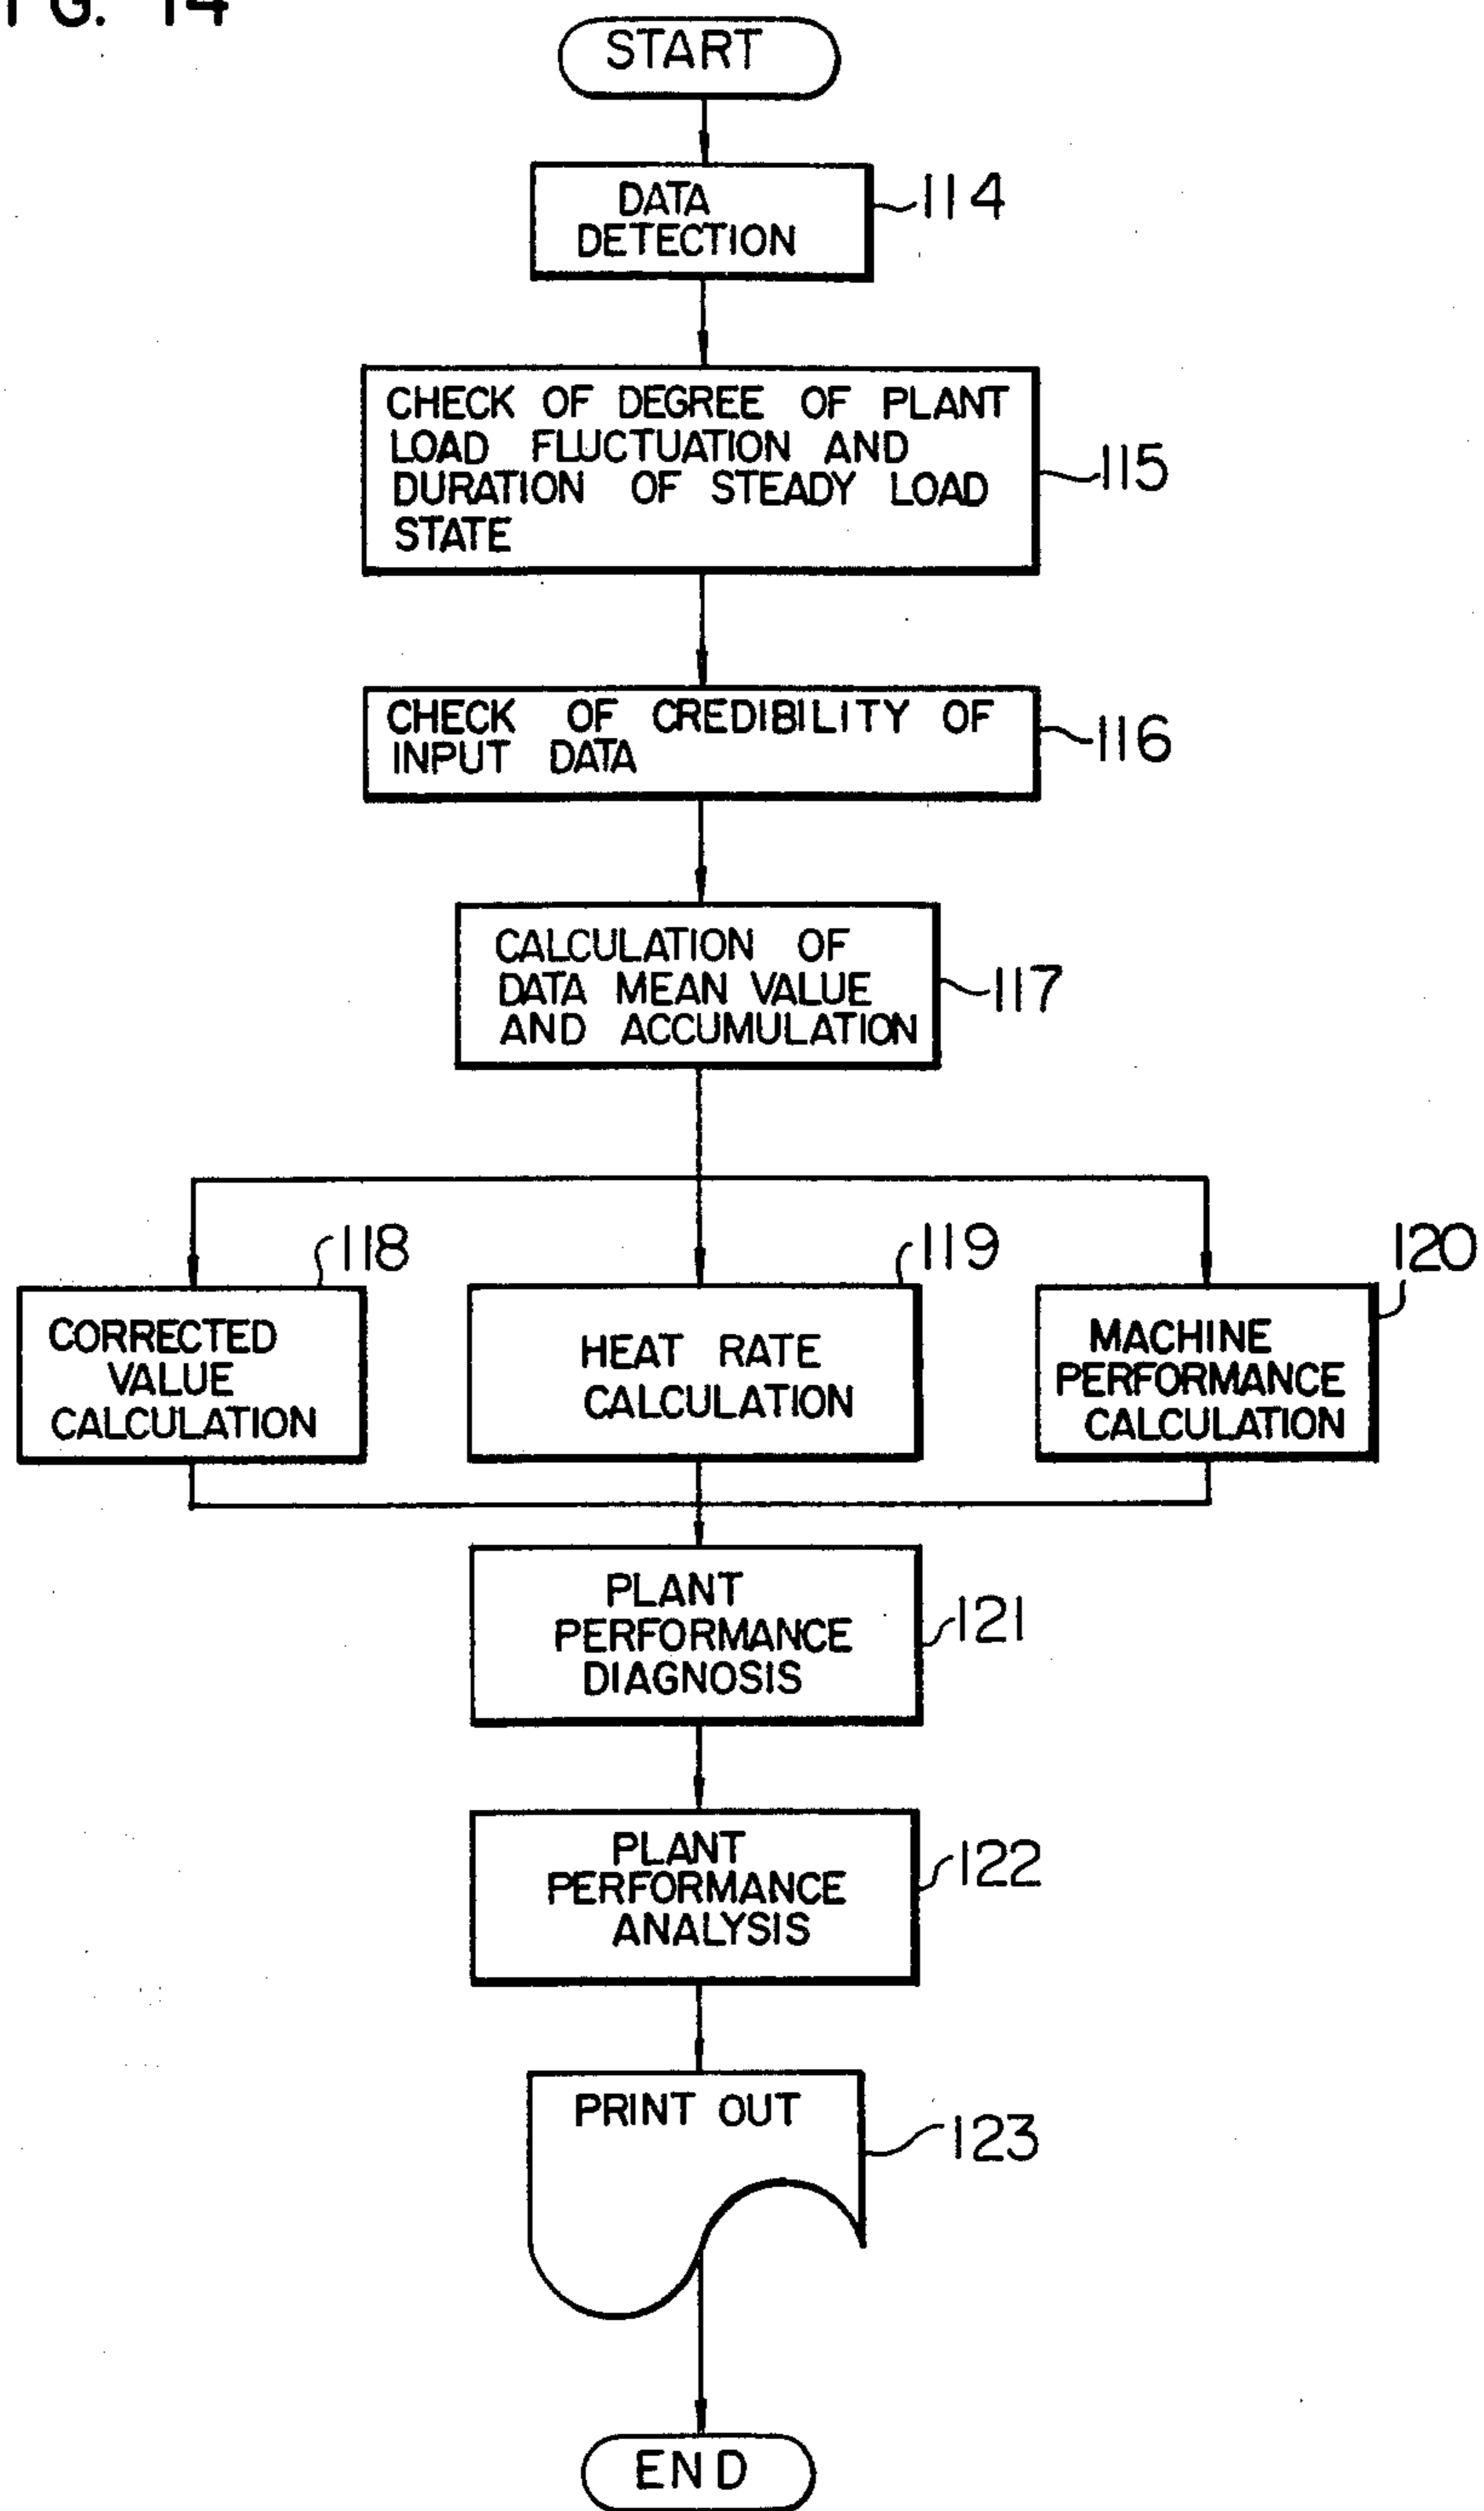 FG. 14
START
DATA
DETECTION
114
CHECK OF DEGREE OF PLANT
LOAD FLUCTUATION AND
DURATION OF STEADY LOAD
STATE
115
CHECK OF CREDIBILITY OF
INPUT DATA
116
CALCULATION OF
DATA MEAN VALUE
AND ACCUMULATION
117
118
119
120
CORRECTED
VALUE
CALCULATION
HEAT RATE
CALCULATION
MACHINE
PERFORMANCE
CALCULATION
PLANT
PERFORMANCE
DIAGNOSIS
121
PLANT
PERFORMANCE
ANALYSIS
122
PRINT OUT
123
END